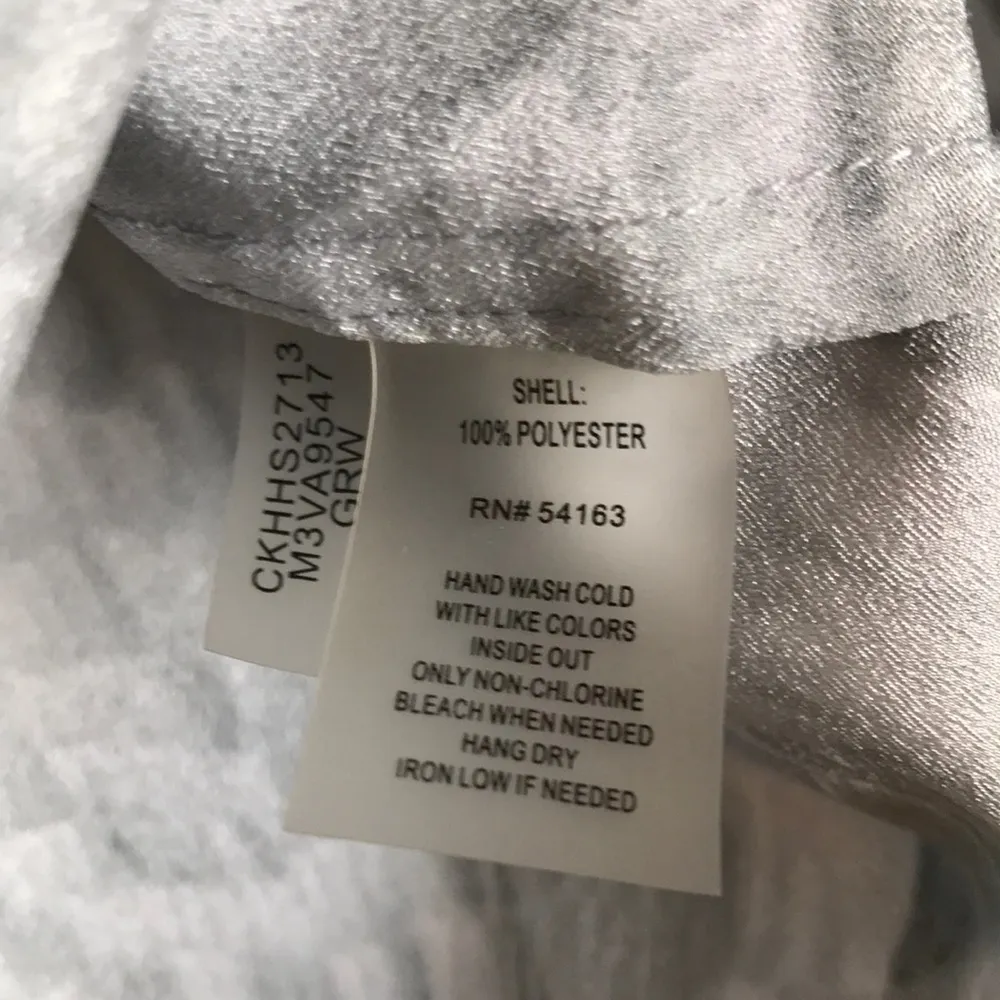 CKHHS2713
M3VA9547
GRW
SHELL:
100% POLYESTER
RN# 54163
HAND WASH COLD
WITH LIKE COLORS
INSIDE OUT
ONLY NON-CHLORINE
BLEACH WHEN NEEDED
HANG DRY
IRON LOW IF NEEDED